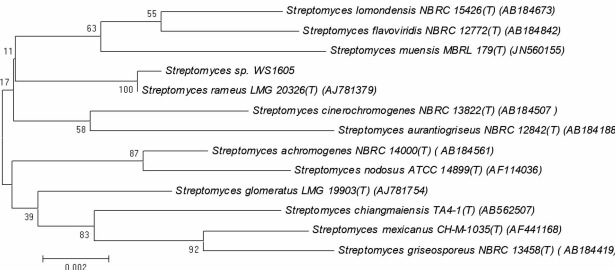 55
Streptomyces lomondensis NBRC 15426(T) (AB184673)
63
Streptomyces flavoviridis NBRC 12772(T) (AB184842)
11
Streptomyces muensis MBRL 179(T) (JN560155)
Streptomyces sp. WS1605
17
100
Streptomyces rameus LMG 20326(T) (AJ781379)
Streptomyces cinerochromogenes NBRC 13822(T) (AB184507 )
58
Streptomyces aurantiogriseus NBRC 12842(T) (AB184188
87
Streptomyces achromogenes NBRC 14000(T) ( AB184561)
Streptomyces nodosus ATCC 14899(T) (AF114036)
Streptomyces glomeratus LMG 19903(T) (AJ781754)
39
Streptomyces chiangmaiensis TA4-1(T) (AB562507)
83
Streptomyces mexicanus CH-M-1035(T) (AF441168)
92
Streptomyces griseosporeus NBRC 13458(T) ( AB184419)
0.002